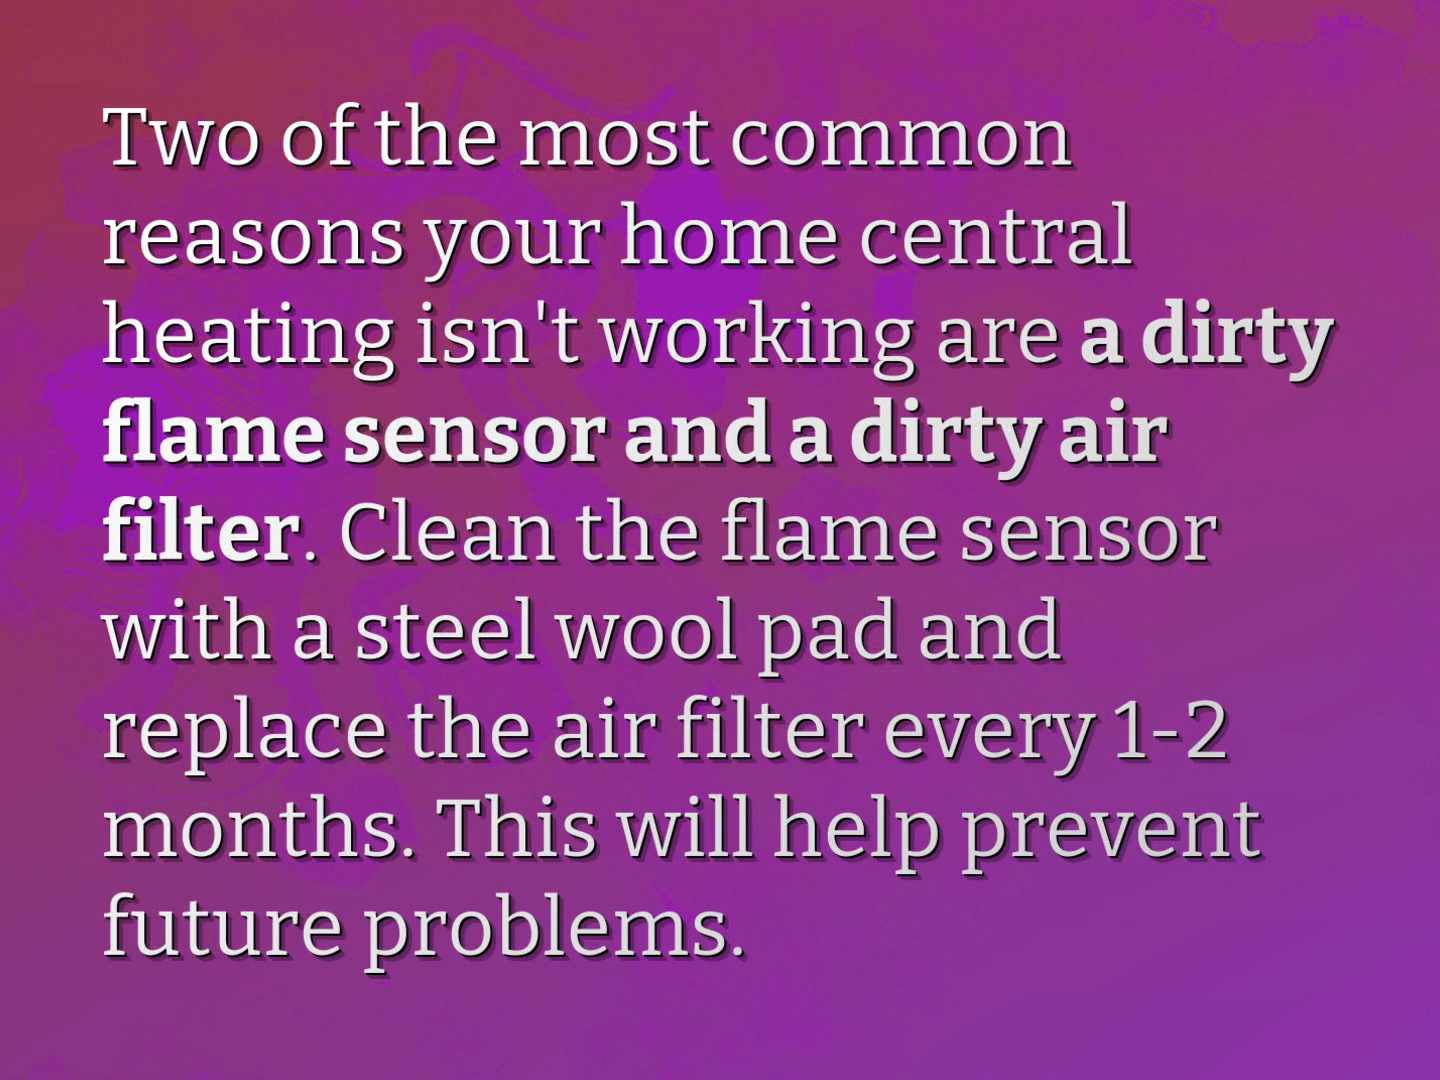 Two of the most common
reasons your home central
heating isn't working are a dirty
flame sensor and a dirty air
filter. Clean the flame sensor
with a steel wool pad and
replace the air filter every 1-2
months. This will help prevent
future problems.